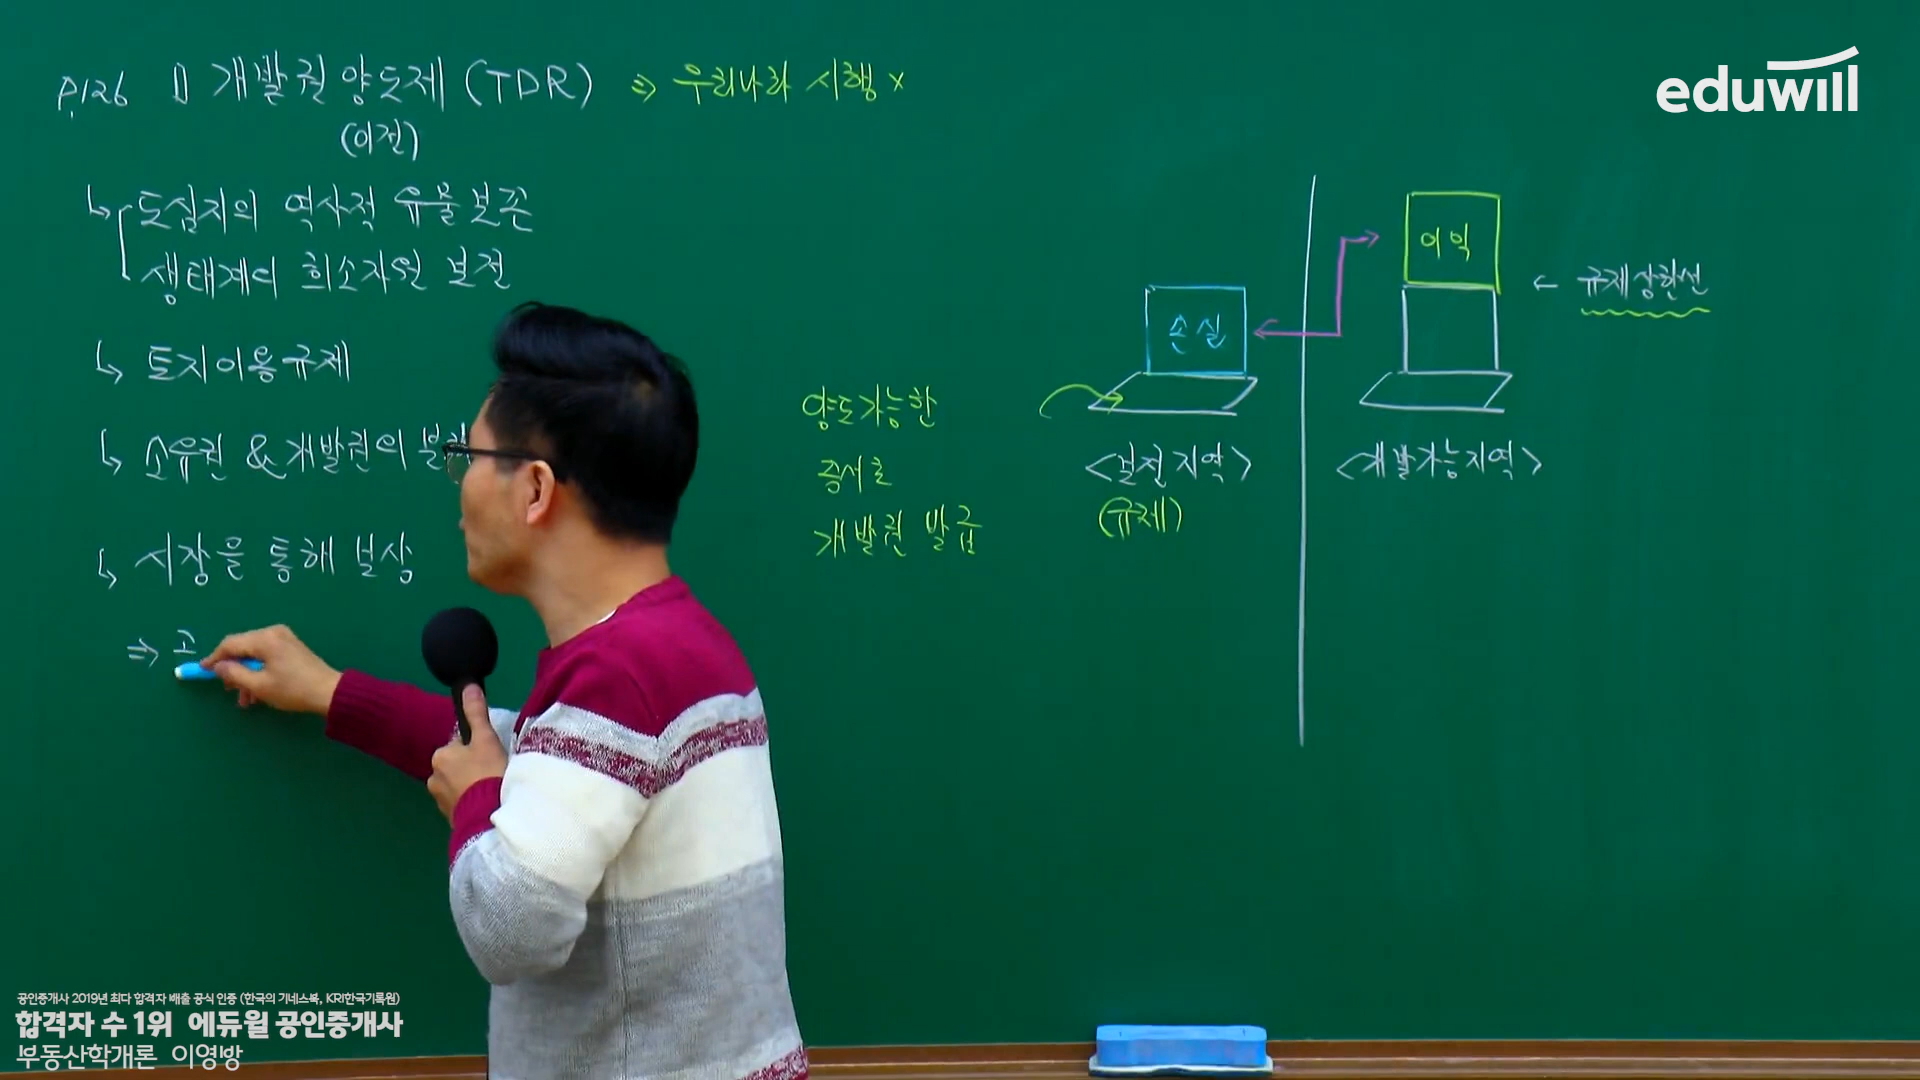 P.126 1) 개발권양도제 (TDR) ⇒ 우리나라 시행 x
(이전)
↳ 도심지의 역사적 유물보존
생태계의 희소자원 보전
↳ 토지이용규제
↳ 소유권 & 개발권의
↳ 시장을 통해 보상
⇒
양도가능한
증서로
개발권 발급
손실
<보전지역>
(규제)
이익
<개발가능지역>
← 규제상한선
eduwill
공인중개사 2019년 최다 합격자 배출 공식 인증 (한국의 기네스북, KRI한국기록원)
합격자 수 1위 에듀윌 공인중개사
부동산학개론 이영방